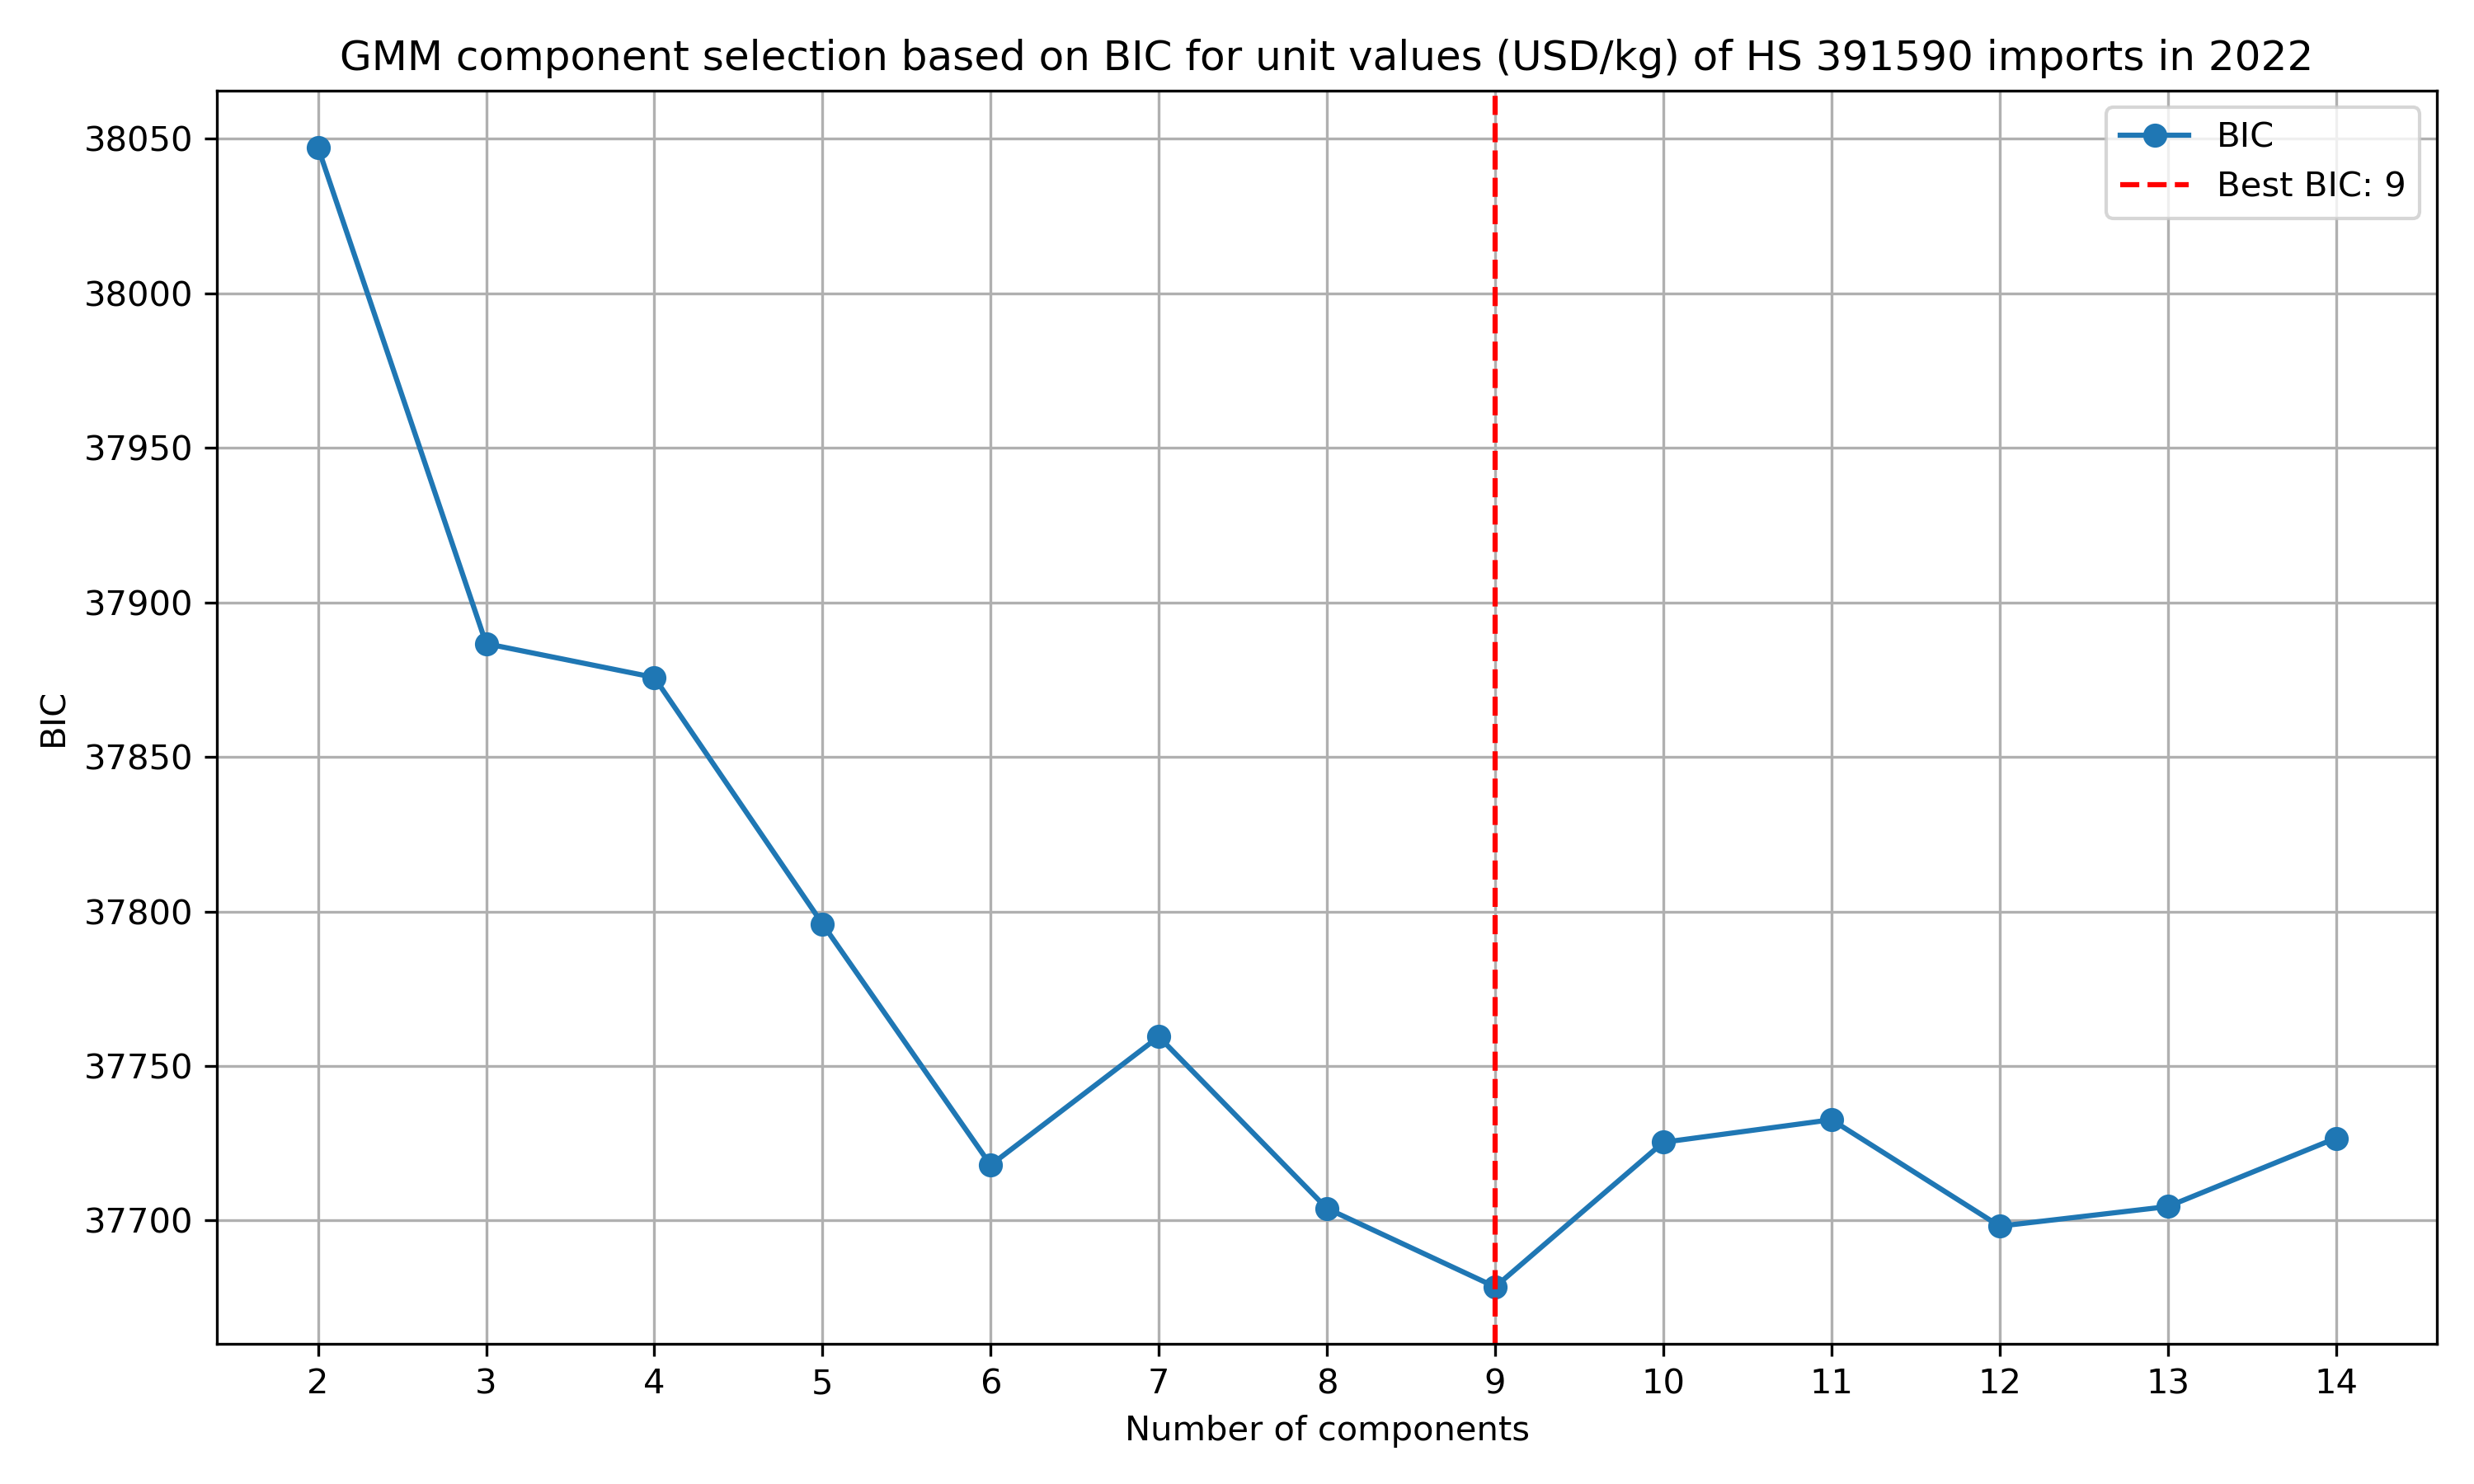 GMM component selection based on BIC for unit values (USD/kg) of HS 391590 imports in 2022
BIC
Best BIC: 9
38050
38000
37950
37900
37850
37800
37750
37700
BIC
2 3 4 5 6 7 8 9 10 11 12 13 14
Number of components